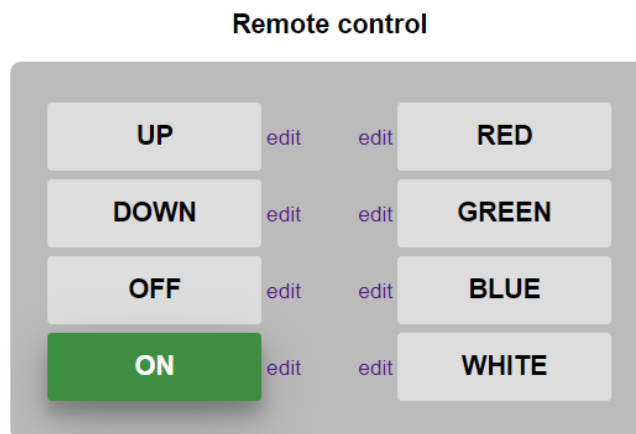 Remote control
UP edit edit RED
DOWN edit edit GREEN
OFF edit edit BLUE
ON edit edit WHITE